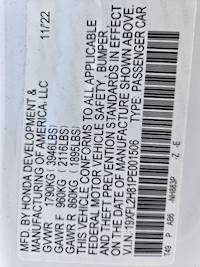 MFD. BY HONDA DEVELOPMENT & 11/22
MANUFACTURING OF AMERICA, LLC
GVWR 1790KG (3946LBS)
GAWR F 960KG (2116LBS)
GAWR R 860KG (1895LBS)
THIS VEHICLE CONFORMS TO ALL APPLICABLE
FEDERAL MOTOR VEHICLE SAFETY, BUMPER,
AND THEFT PREVENTION STANDARDS IN EFFECT
ON THE DATE OF MANUFACTURE SHOWN ABOVE.
V.I.N.: 19XFL2H81PE001506 TYPE: PASSENGER CAR
NH883P